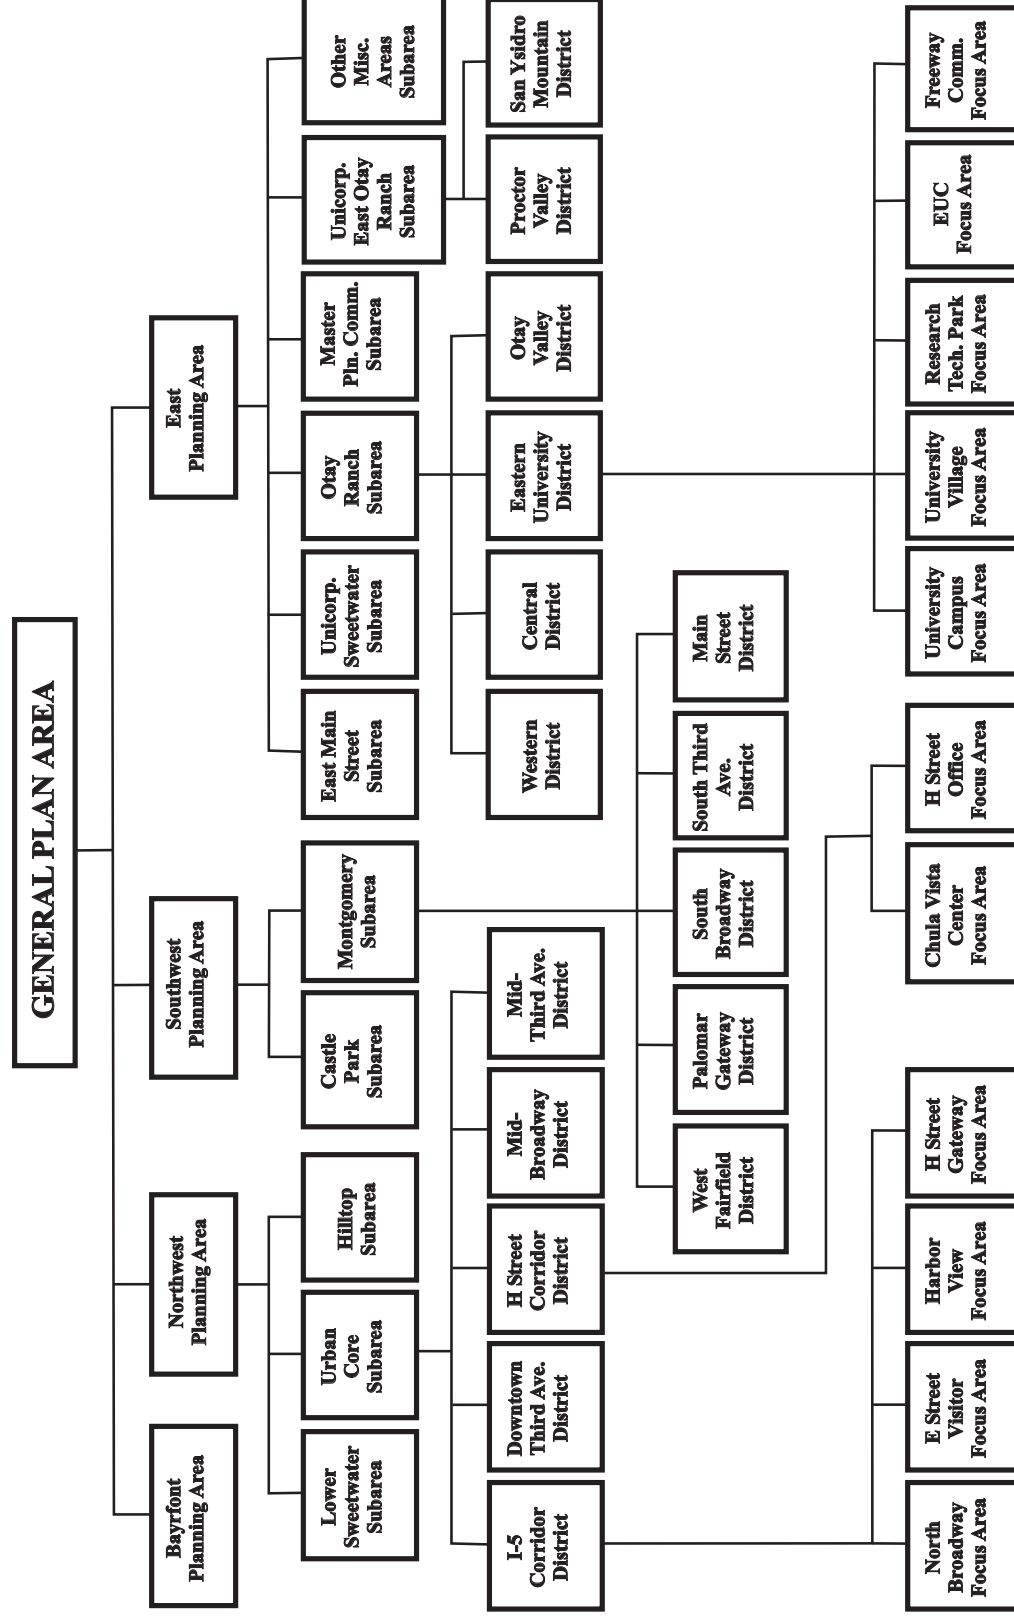 GENERAL PLAN AREA
Bayrfont
Planning Area
Northwest
Planning Area
Southwest
Planning Area
East
Planning Area
Lower
Sweetwater
Subarea
Urban
Core
Subarea
Hilltop
Subarea
Castle
Park
Subarea
Montgomery
Subarea
East Main
Street
Subarea
Unicorp.
Sweetwater
Subarea
Otay
Ranch
Subarea
Master
Pln. Comm.
Subarea
Unicorp.
East Otay
Ranch
Subarea
Other
Misc.
Areas
Subarea
I-5
Corridor
District
Downtown
Third Ave.
District
H Street
Corridor
District
Mid-
Broadway
District
Mid-
Third Ave.
District
Western
District
Central
District
Eastern
University
District
Otay
Valley
District
Proctor
Valley
District
San Ysidro
Mountain
District
West
Fairfield
District
Palomar
Gateway
District
South
Broadway
District
South Third
Ave.
District
Main
Street
District
North
Broadway
Focus Area
E Street
Visitor
Focus Area
Harbor
View
Focus Area
H Street
Gateway
Focus Area
Chula Vista
Center
Focus Area
H Street
Office
Focus Area
University
Campus
Focus Area
University
Village
Focus Area
Research
Tech. Park
Focus Area
EUC
Focus Area
Freeway
Comm.
Focus Area